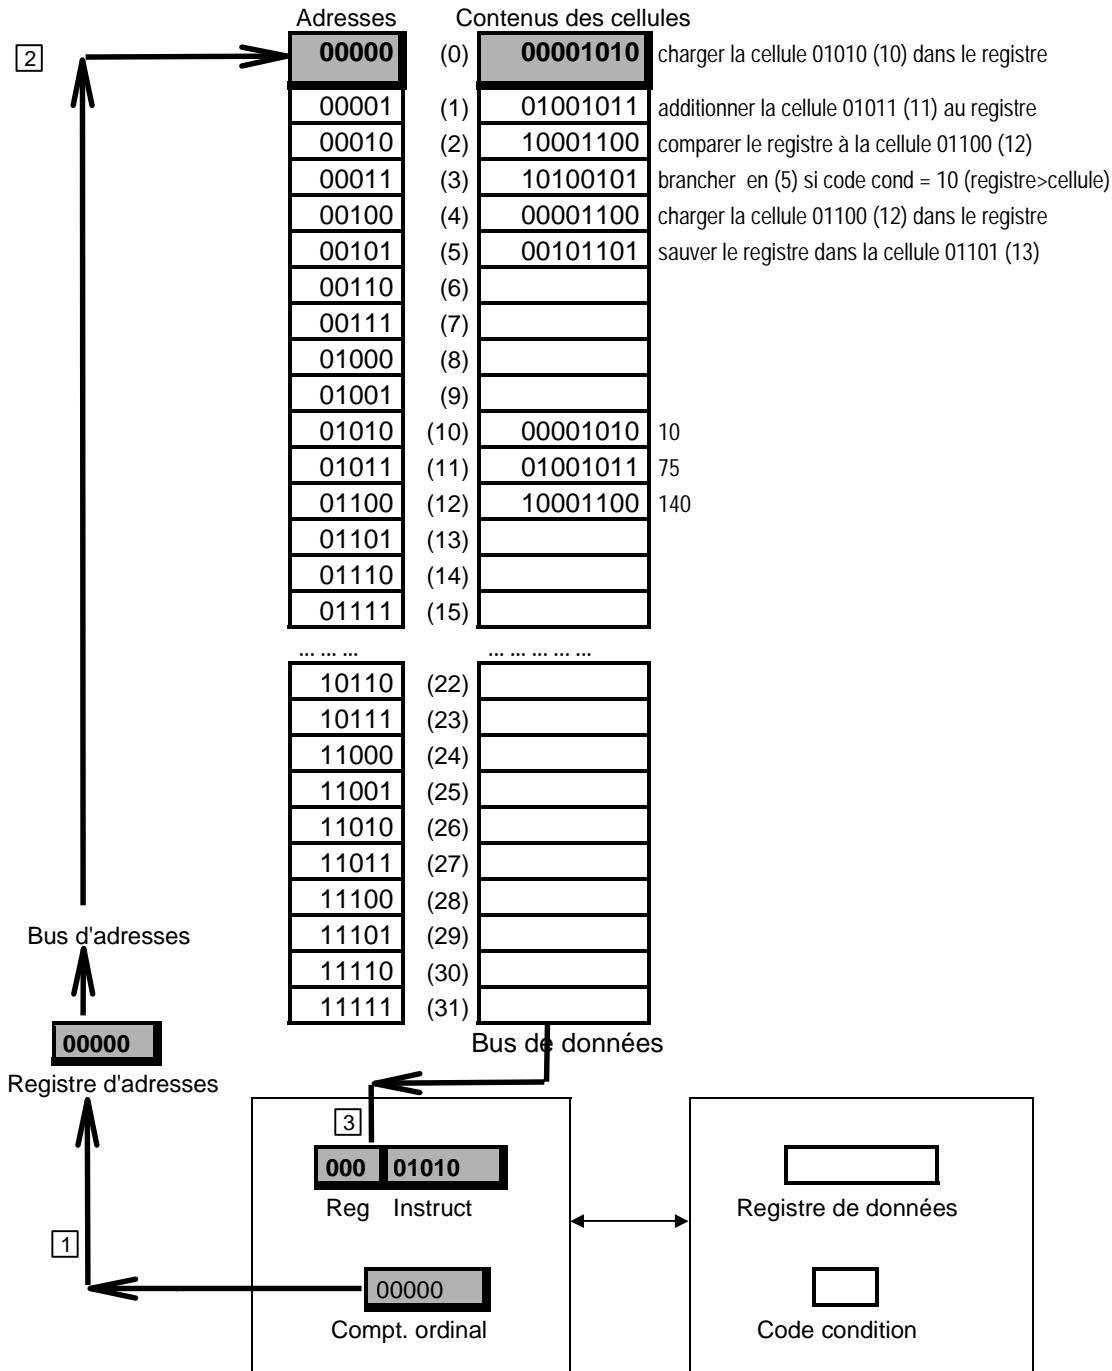 Adresses Contenus des cellules
2 00000 (0) 00001010 charger la cellule 01010 (10) dans le registre
00001 (1) 01001011 additionner la cellule 01011 (11) au registre
00010 (2) 10001100 comparer le registre à la cellule 01100 (12)
00011 (3) 10100101 brancher en (5) si code cond = 10 (registre>cellule)
00100 (4) 00001100 charger la cellule 01100 (12) dans le registre
00101 (5) 00101101 sauver le registre dans la cellule 01101 (13)
00110 (6)
00111 (7)
01000 (8)
01001 (9)
01010 (10) 00001010 10
01011 (11) 01001011 75
01100 (12) 10001100 140
01101 (13)
01110 (14)
01111 (15)
... ... ... ... ... ... ... ...
10110 (22)
10111 (23)
11000 (24)
11001 (25)
11010 (26)
11011 (27)
11100 (28)
Bus d'adresses 11101 (29)
11110 (30)
11111 (31)
00000
Bus de données
Registre d'adresses
3
000 01010
Reg Instruct
Registre de données
1
00000
Compt. ordinal
Code condition